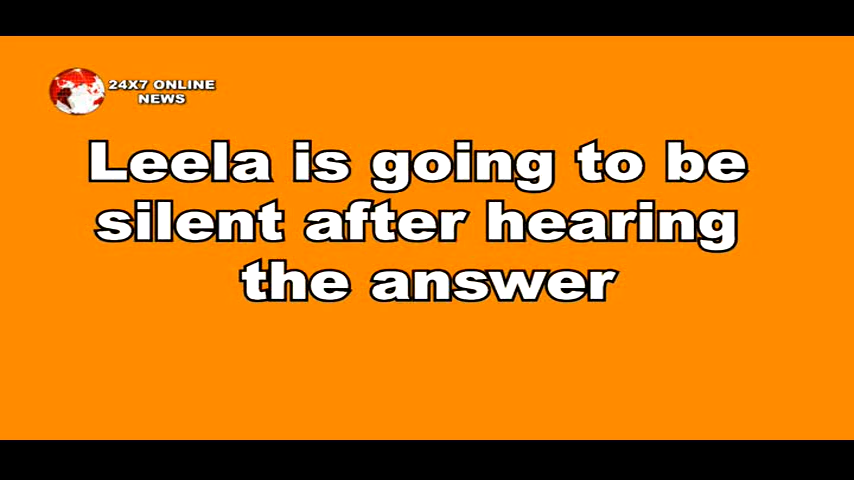 24X7 ONLINE
NEWS
Leela is going to be
silent after hearing
the answer